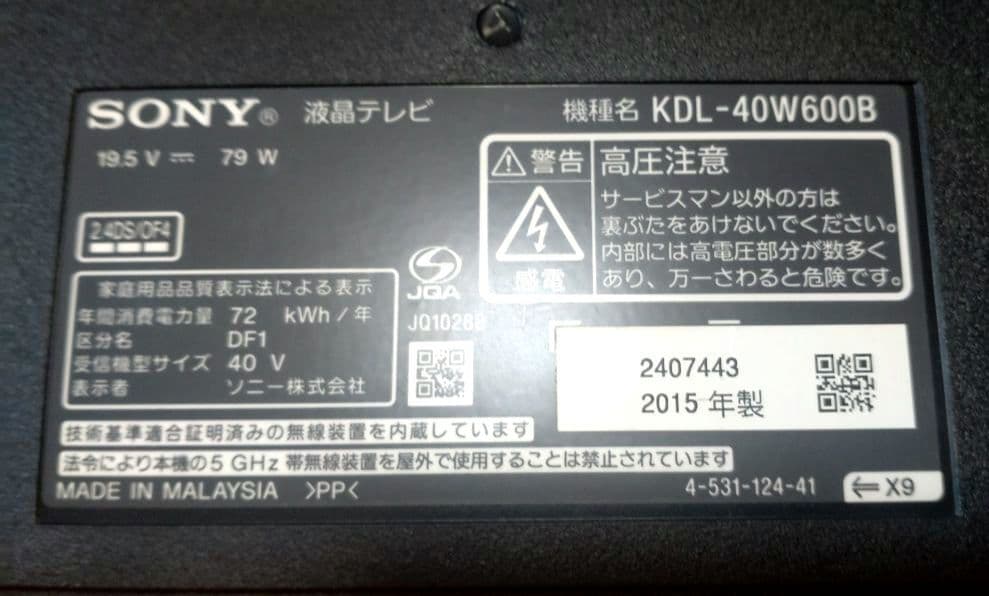 SONY® 液晶テレビ
機種名 KDL-40W600B
19.5 V ⎓ 79 W
2.4DS/OF4
警告 高圧注意
感電
サービスマン以外の方は
裏ぶたをあけないでください。
内部には高電圧部分が数多く
あり、万一さわると危険です。
JQA
JQ1028
家庭用品品質表示法による表示
年間消費電力量 72 kWh / 年
区分名 DF1
受信機型サイズ 40 V
表示者 ソニー株式会社
2407443
2015 年製
技術基準適合証明済みの無線装置を内蔵しています
法令により本機の5 GHz 帯無線装置を屋外で使用することは禁止されています
MADE IN MALAYSIA >PP<
4-531-124-41
⇐ X9